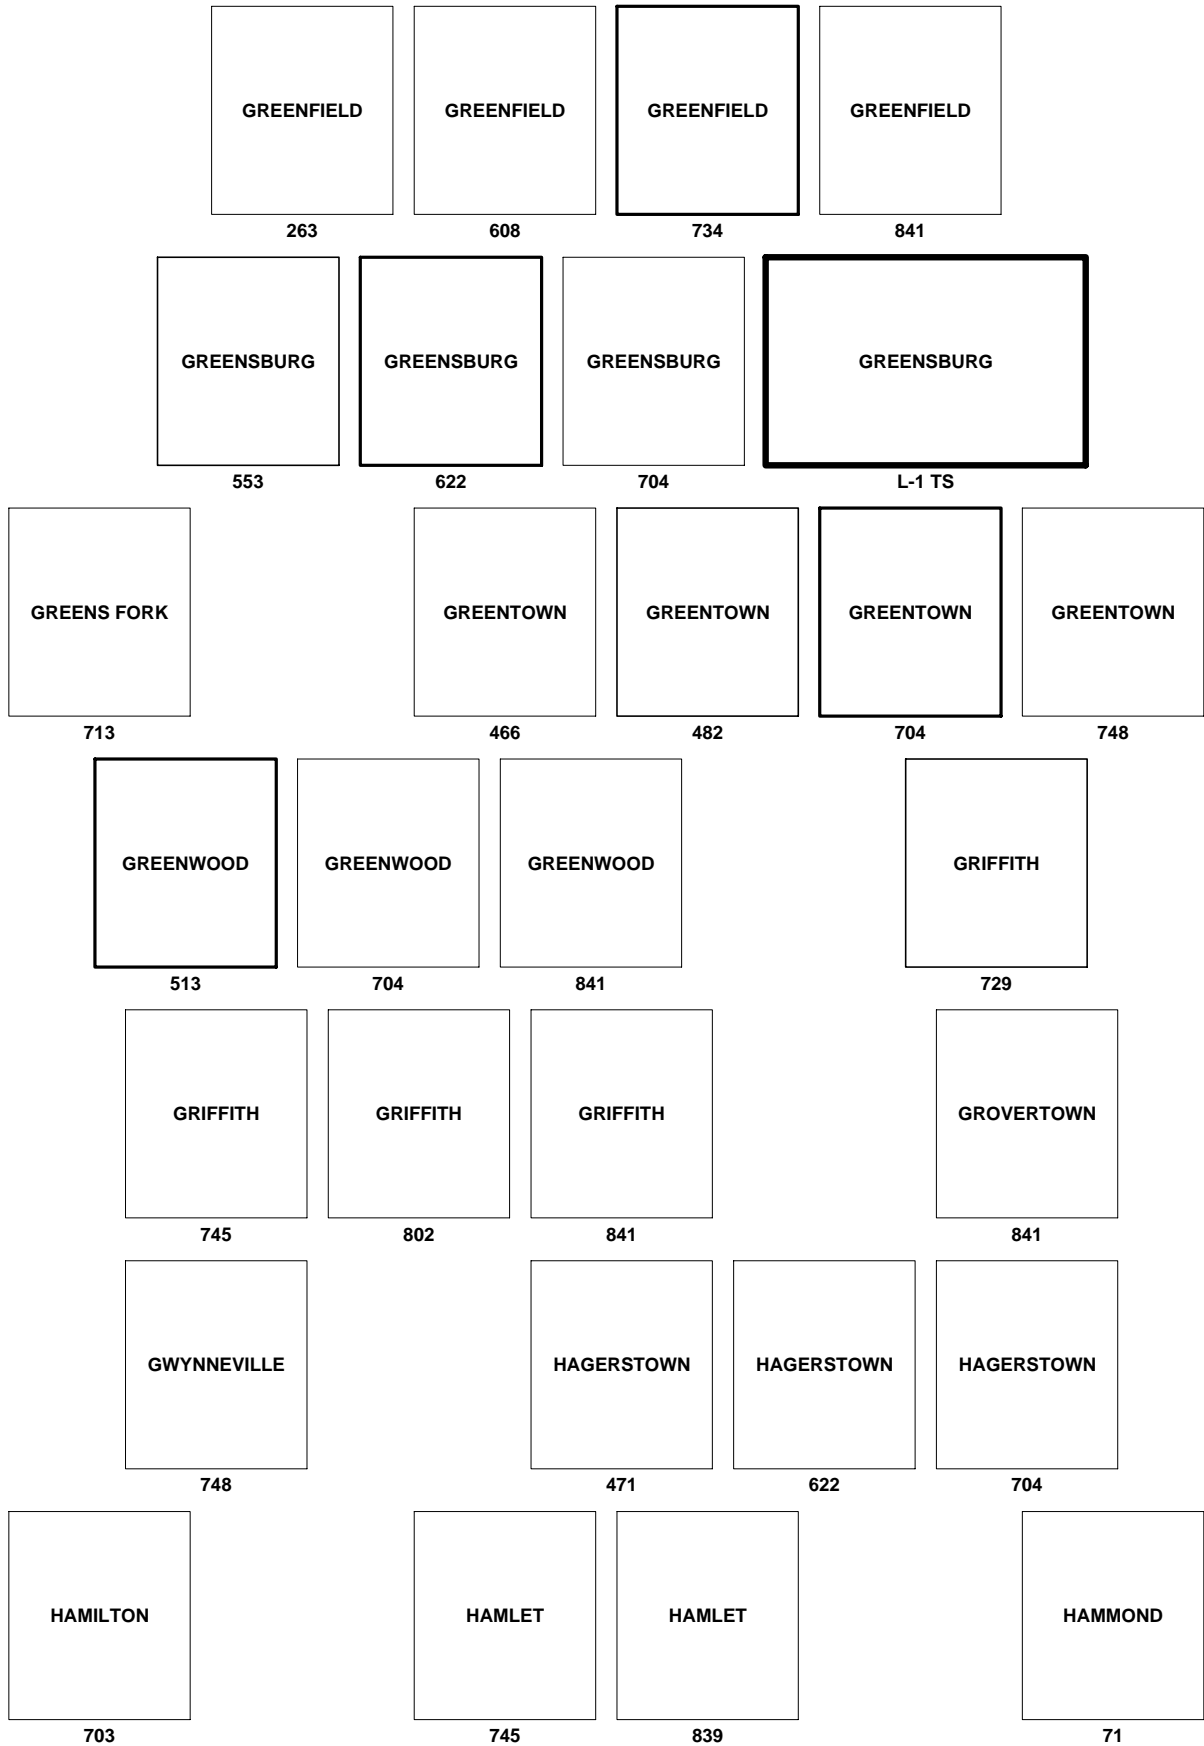 GREENFIELD GREENFIELD GREENFIELD GREENFIELD
263 608 734 841
GREENSBURG GREENSBURG GREENSBURG GREENSBURG
553 622 704 L-1 TS
GREENS FORK GREENTOWN GREENTOWN GREENTOWN GREENTOWN
713 466 482 704 748
GREENWOOD GREENWOOD GREENWOOD GRIFFITH
513 704 841 729
GRIFFITH GRIFFITH GRIFFITH GROVERTOWN
745 802 841 841
GWYNNEVILLE HAGERSTOWN HAGERSTOWN HAGERSTOWN
748 471 622 704
HAMILTON HAMLET HAMLET HAMMOND
703 745 839 71